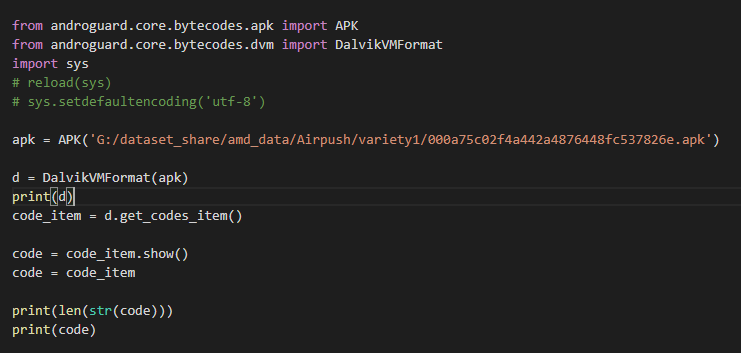 from androguard.core.bytecodes.apk import APK
from androguard.core.bytecodes.dvm import DalvikVMFormat
import sys
# reload(sys)
# sys.setdefaultencoding('utf-8')
apk = APK('G:/dataset_share/amd_data/Airpush/variety1/000a75c02f4a442a4876448fc537826e.apk')
d = DalvikVMFormat(apk)
print(d)
code_item = d.get_codes_item()
code = code_item.show()
code = code_item
print(len(str(code)))
print(code)